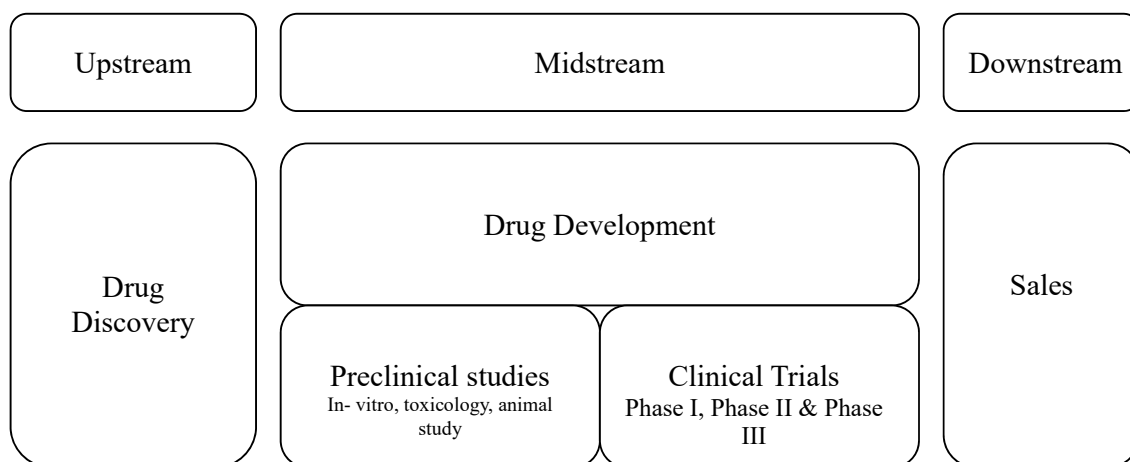 Upstream
Midstream
Downstream
Drug
Discovery
Drug Development
Sales
Preclinical studies
In- vitro, toxicology, animal
study
Clinical Trials
Phase I, Phase II & Phase
III